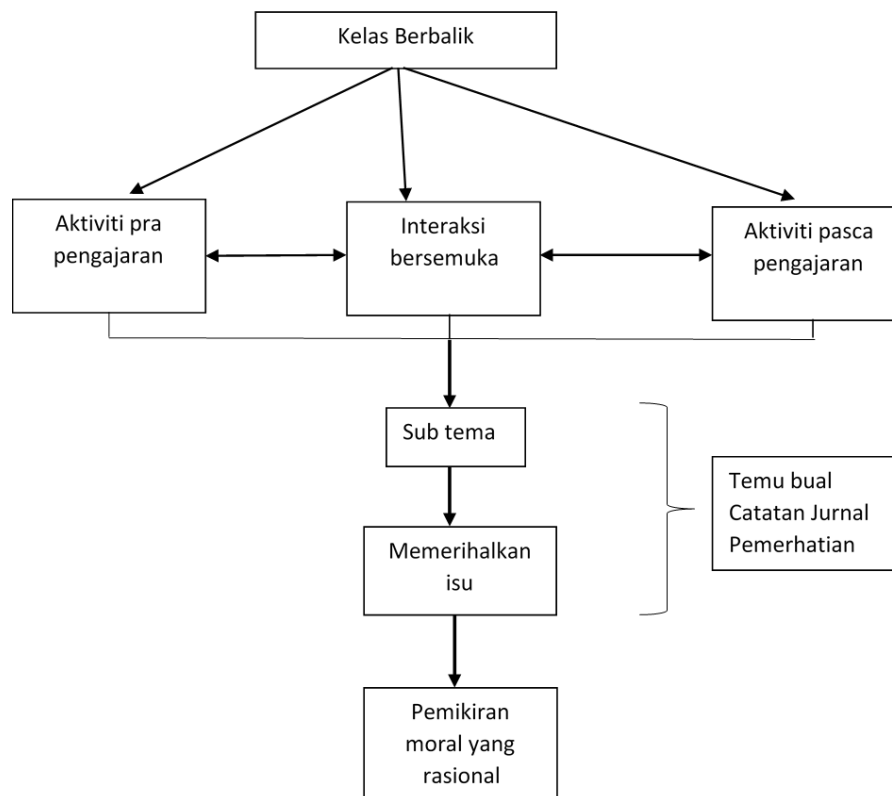 Kelas Berbalik
Aktiviti pra
pengajaran
Interaksi
bersemuka
Aktiviti pasca
pengajaran
Sub tema
Memerihalkan
isu
Temu bual
Catatan Jurnal
Pemerhatian
Pemikiran
moral yang
rasional